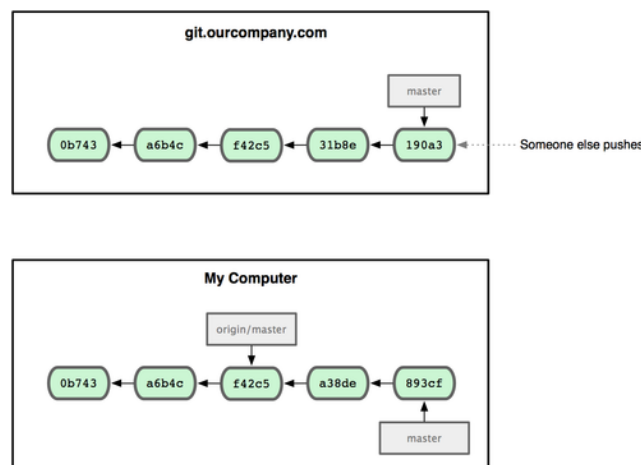 git.ourcompany.com
master
0b743 a6b4c f42c5 31b8e 190a3 Someone else pushes
My Computer
origin/master
0b743 a6b4c f42c5 a38de 893cf
master